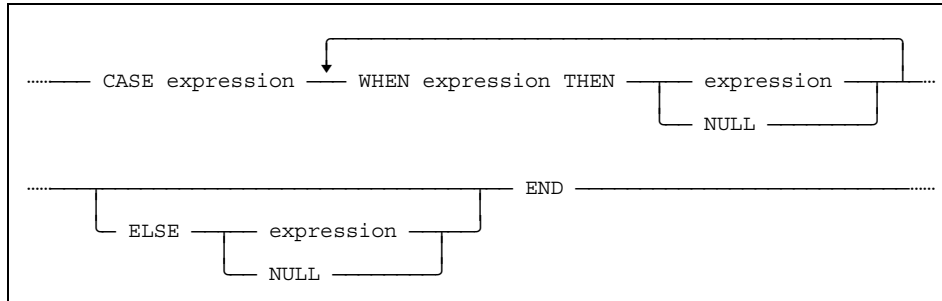 CASE expression WHEN expression THEN expression
NULL
END
ELSE expression
NULL